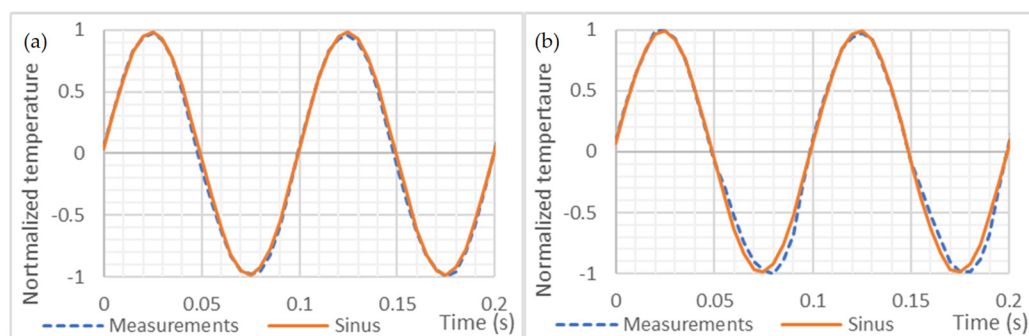 (a)
Nortmalized temperature
1
0.5
0
-0.5
-1
0 0.05 0.1 0.15 0.2
Measurements Sinus Time (s)
(b)
Normalized tempertaure
1
0.5
0
-0.5
-1
0 0.05 0.1 0.15 0.2
Measurements Sinus Time (s)